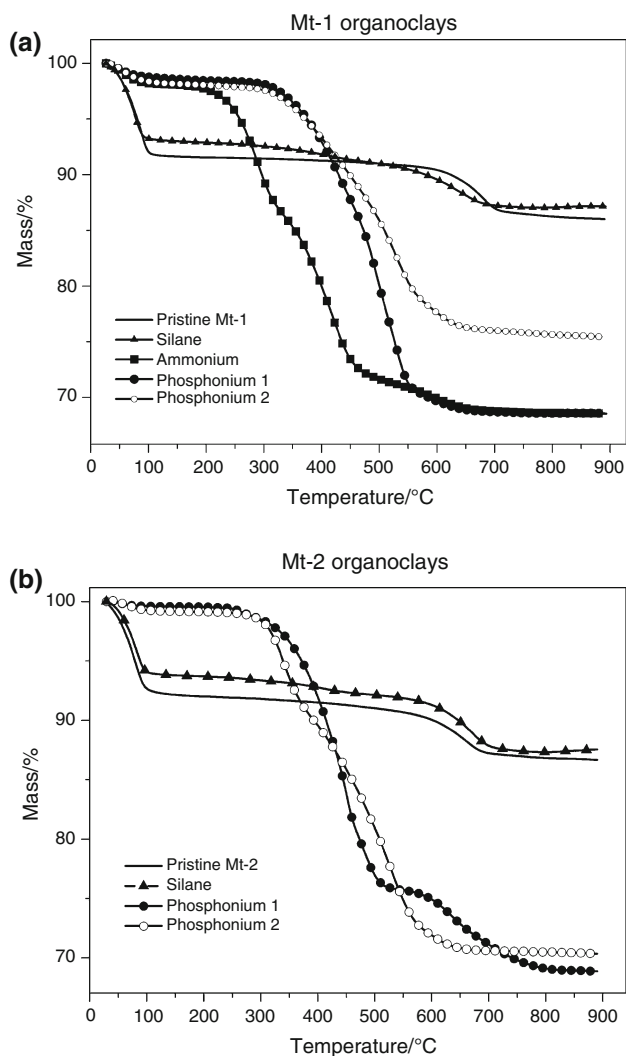 (a)
Mt-1 organoclays
100
90
80
70
Mass/%
Pristine Mt-1
Silane
Ammonium
Phosphonium 1
Phosphonium 2
0 100 200 300 400 500 600 700 800 900
Temperature/°C
(b)
Mt-2 organoclays
100
90
80
70
Mass/%
Pristine Mt-2
Silane
Phosphonium 1
Phosphonium 2
0 100 200 300 400 500 600 700 800 900
Temperature/°C